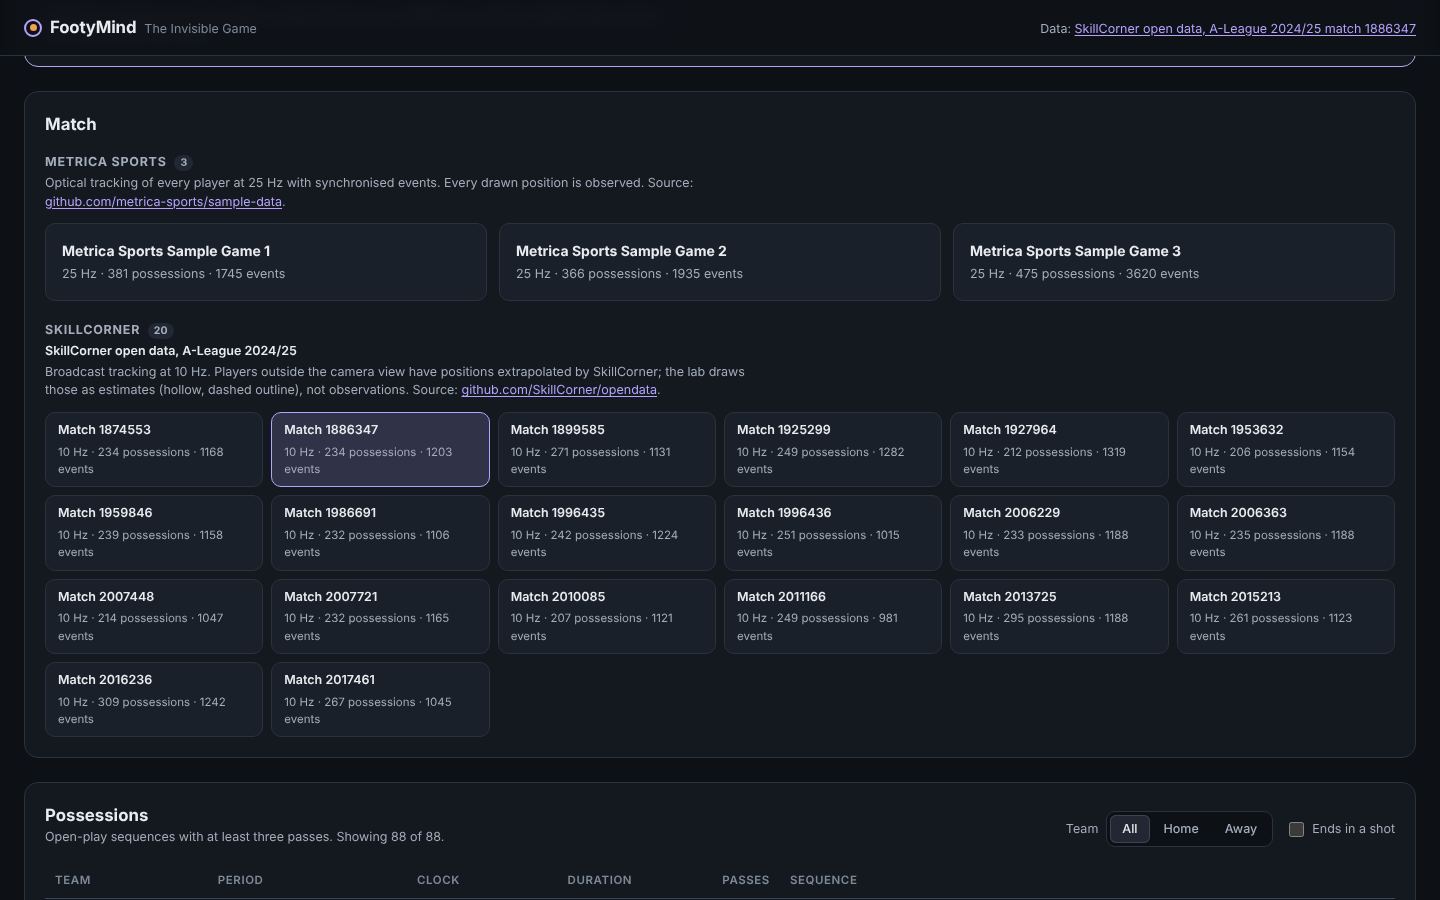 FootyMind The Invisible Game
Data: SkillCorner open data, A-League 2024/25 match 1886347
Match
METRICA SPORTS 3
Optical tracking of every player at 25 Hz with synchronised events. Every drawn position is observed. Source:
github.com/metrica-sports/sample-data.
Metrica Sports Sample Game 1
25 Hz · 381 possessions · 1745 events
Metrica Sports Sample Game 2
25 Hz · 366 possessions · 1935 events
Metrica Sports Sample Game 3
25 Hz · 475 possessions · 3620 events
SKILLCORNER 20
SkillCorner open data, A-League 2024/25
Broadcast tracking at 10 Hz. Players outside the camera view have positions extrapolated by SkillCorner; the lab draws
those as estimates (hollow, dashed outline), not observations. Source: github.com/SkillCorner/opendata.
Match 1874553
10 Hz · 234 possessions · 1168
events
Match 1886347
10 Hz · 234 possessions · 1203
events
Match 1899585
10 Hz · 271 possessions · 1131
events
Match 1925299
10 Hz · 249 possessions · 1282
events
Match 1927964
10 Hz · 212 possessions · 1319
events
Match 1953632
10 Hz · 206 possessions · 1154
events
Match 1959846
10 Hz · 239 possessions · 1158
events
Match 1986691
10 Hz · 232 possessions · 1106
events
Match 1996435
10 Hz · 242 possessions · 1224
events
Match 1996436
10 Hz · 251 possessions · 1015
events
Match 2006229
10 Hz · 233 possessions · 1188
events
Match 2006363
10 Hz · 235 possessions · 1188
events
Match 2007448
10 Hz · 214 possessions · 1047
events
Match 2007721
10 Hz · 232 possessions · 1165
events
Match 2010085
10 Hz · 207 possessions · 1121
events
Match 2011166
10 Hz · 249 possessions · 981
events
Match 2013725
10 Hz · 295 possessions · 1188
events
Match 2015213
10 Hz · 261 possessions · 1123
events
Match 2016236
10 Hz · 309 possessions · 1242
events
Match 2017461
10 Hz · 267 possessions · 1045
events
Possessions
Open-play sequences with at least three passes. Showing 88 of 88.
Team All Home Away Ends in a shot
TEAM PERIOD CLOCK DURATION PASSES SEQUENCE